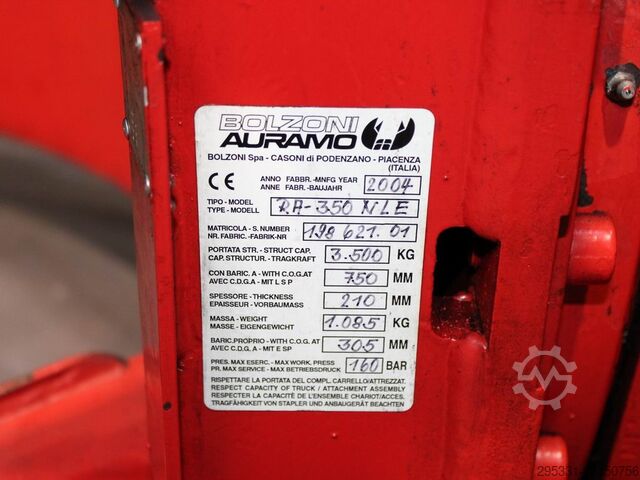 BOLZONI
AURAMO
BOLZONI Spa - CASONI di PODENZANO - PIACENZA
(ITALIA)
CE ANNO FABBR.-MNFG YEAR
ANNE FABR.-BAUJAHR 2004
TIPO - MODEL
TYPE - MODELL RA-350 NLE
MATRICOLA - S. NUMBER
NR. FABRIC.-FABRIK-NR 198621.01
PORTATA STR. - STRUCT CAP.
CAP. STRUCTUR. - TRAGKRAFT 3.500 KG
CON BARIC. A - WITH C.O.G.AT
AVEC C.D.G.A - MIT L S P 750 MM
SPESSORE - THICKNESS
EPAISSEUR - VORBAUMASS 210 MM
MASSA - WEIGHT
MASSE - EIGENGEWICHT 1.085 KG
BARIC.PROPRIO - WITH C.O.G. AT
AVEC C.D.G, A - MIT E SP 305 MM
PRES. MAX ESERC. - MAX WORK. PRESS
PR. MAX SERVICE - MAX BETRIEBSDRUCK 160 BAR
RISPETTARE LA PORTATA DEL COMPL. CARRELLO/ATTREZZAT.
RESPECT CAPACITY OF TRUCK / ATTACHMENT ASSEMBLY
RESPECTER LA CAPACITÉ DE L'ENSEMBLE CHARIOT/ACCES.
TRAGFÄHIGKEIT VON STAPLER UND ANBAUGERÄT BEACHTEN